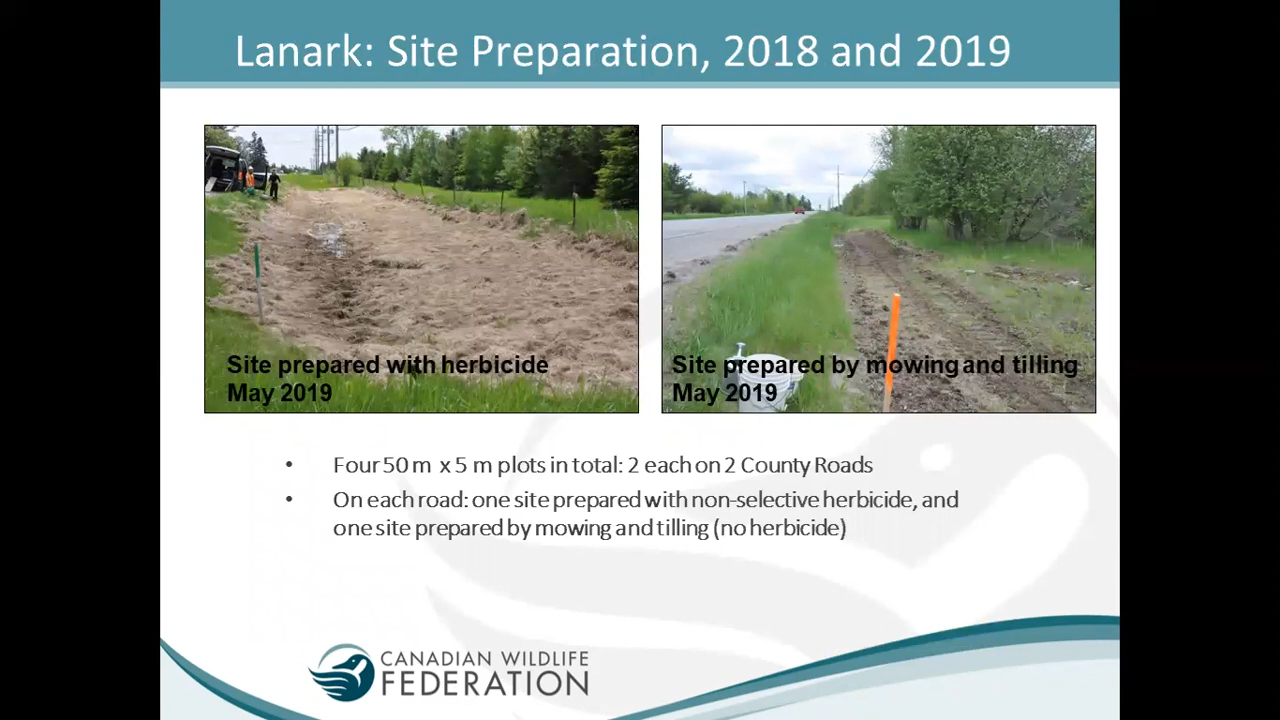 Lanark: Site Preparation, 2018 and 2019
Site prepared with herbicide
May 2019
Site prepared by mowing and tilling
May 2019
• Four 50 m x 5 m plots in total: 2 each on 2 County Roads
• On each road: one site prepared with non-selective herbicide, and
one site prepared by mowing and tilling (no herbicide)
CANADIAN WILDLIFE
FEDERATION